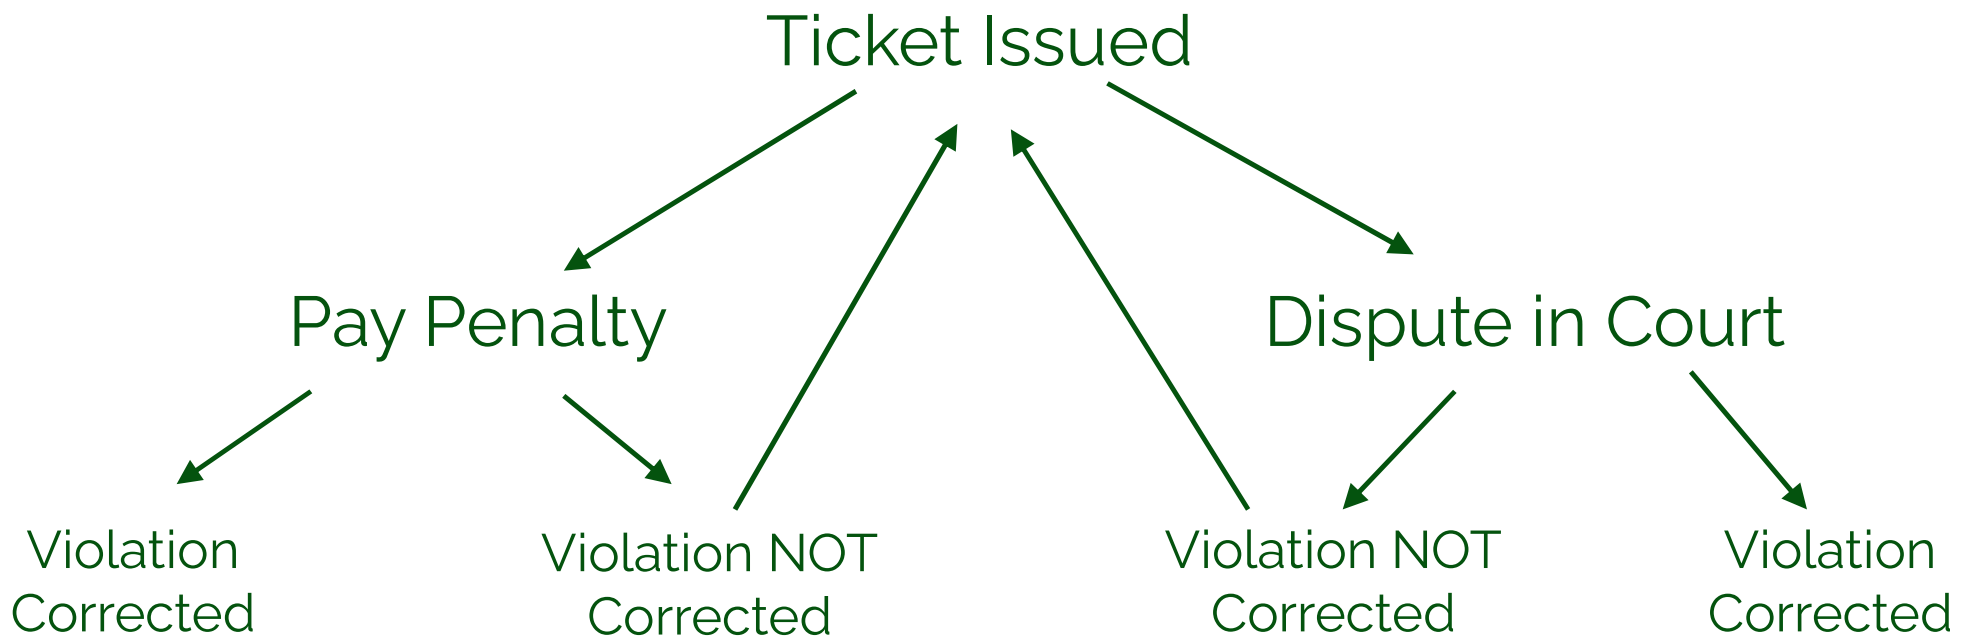 Ticket Issued
Pay Penalty
Dispute in Court
Violation
Corrected
Violation NOT
Corrected
Violation NOT
Corrected
Violation
Corrected